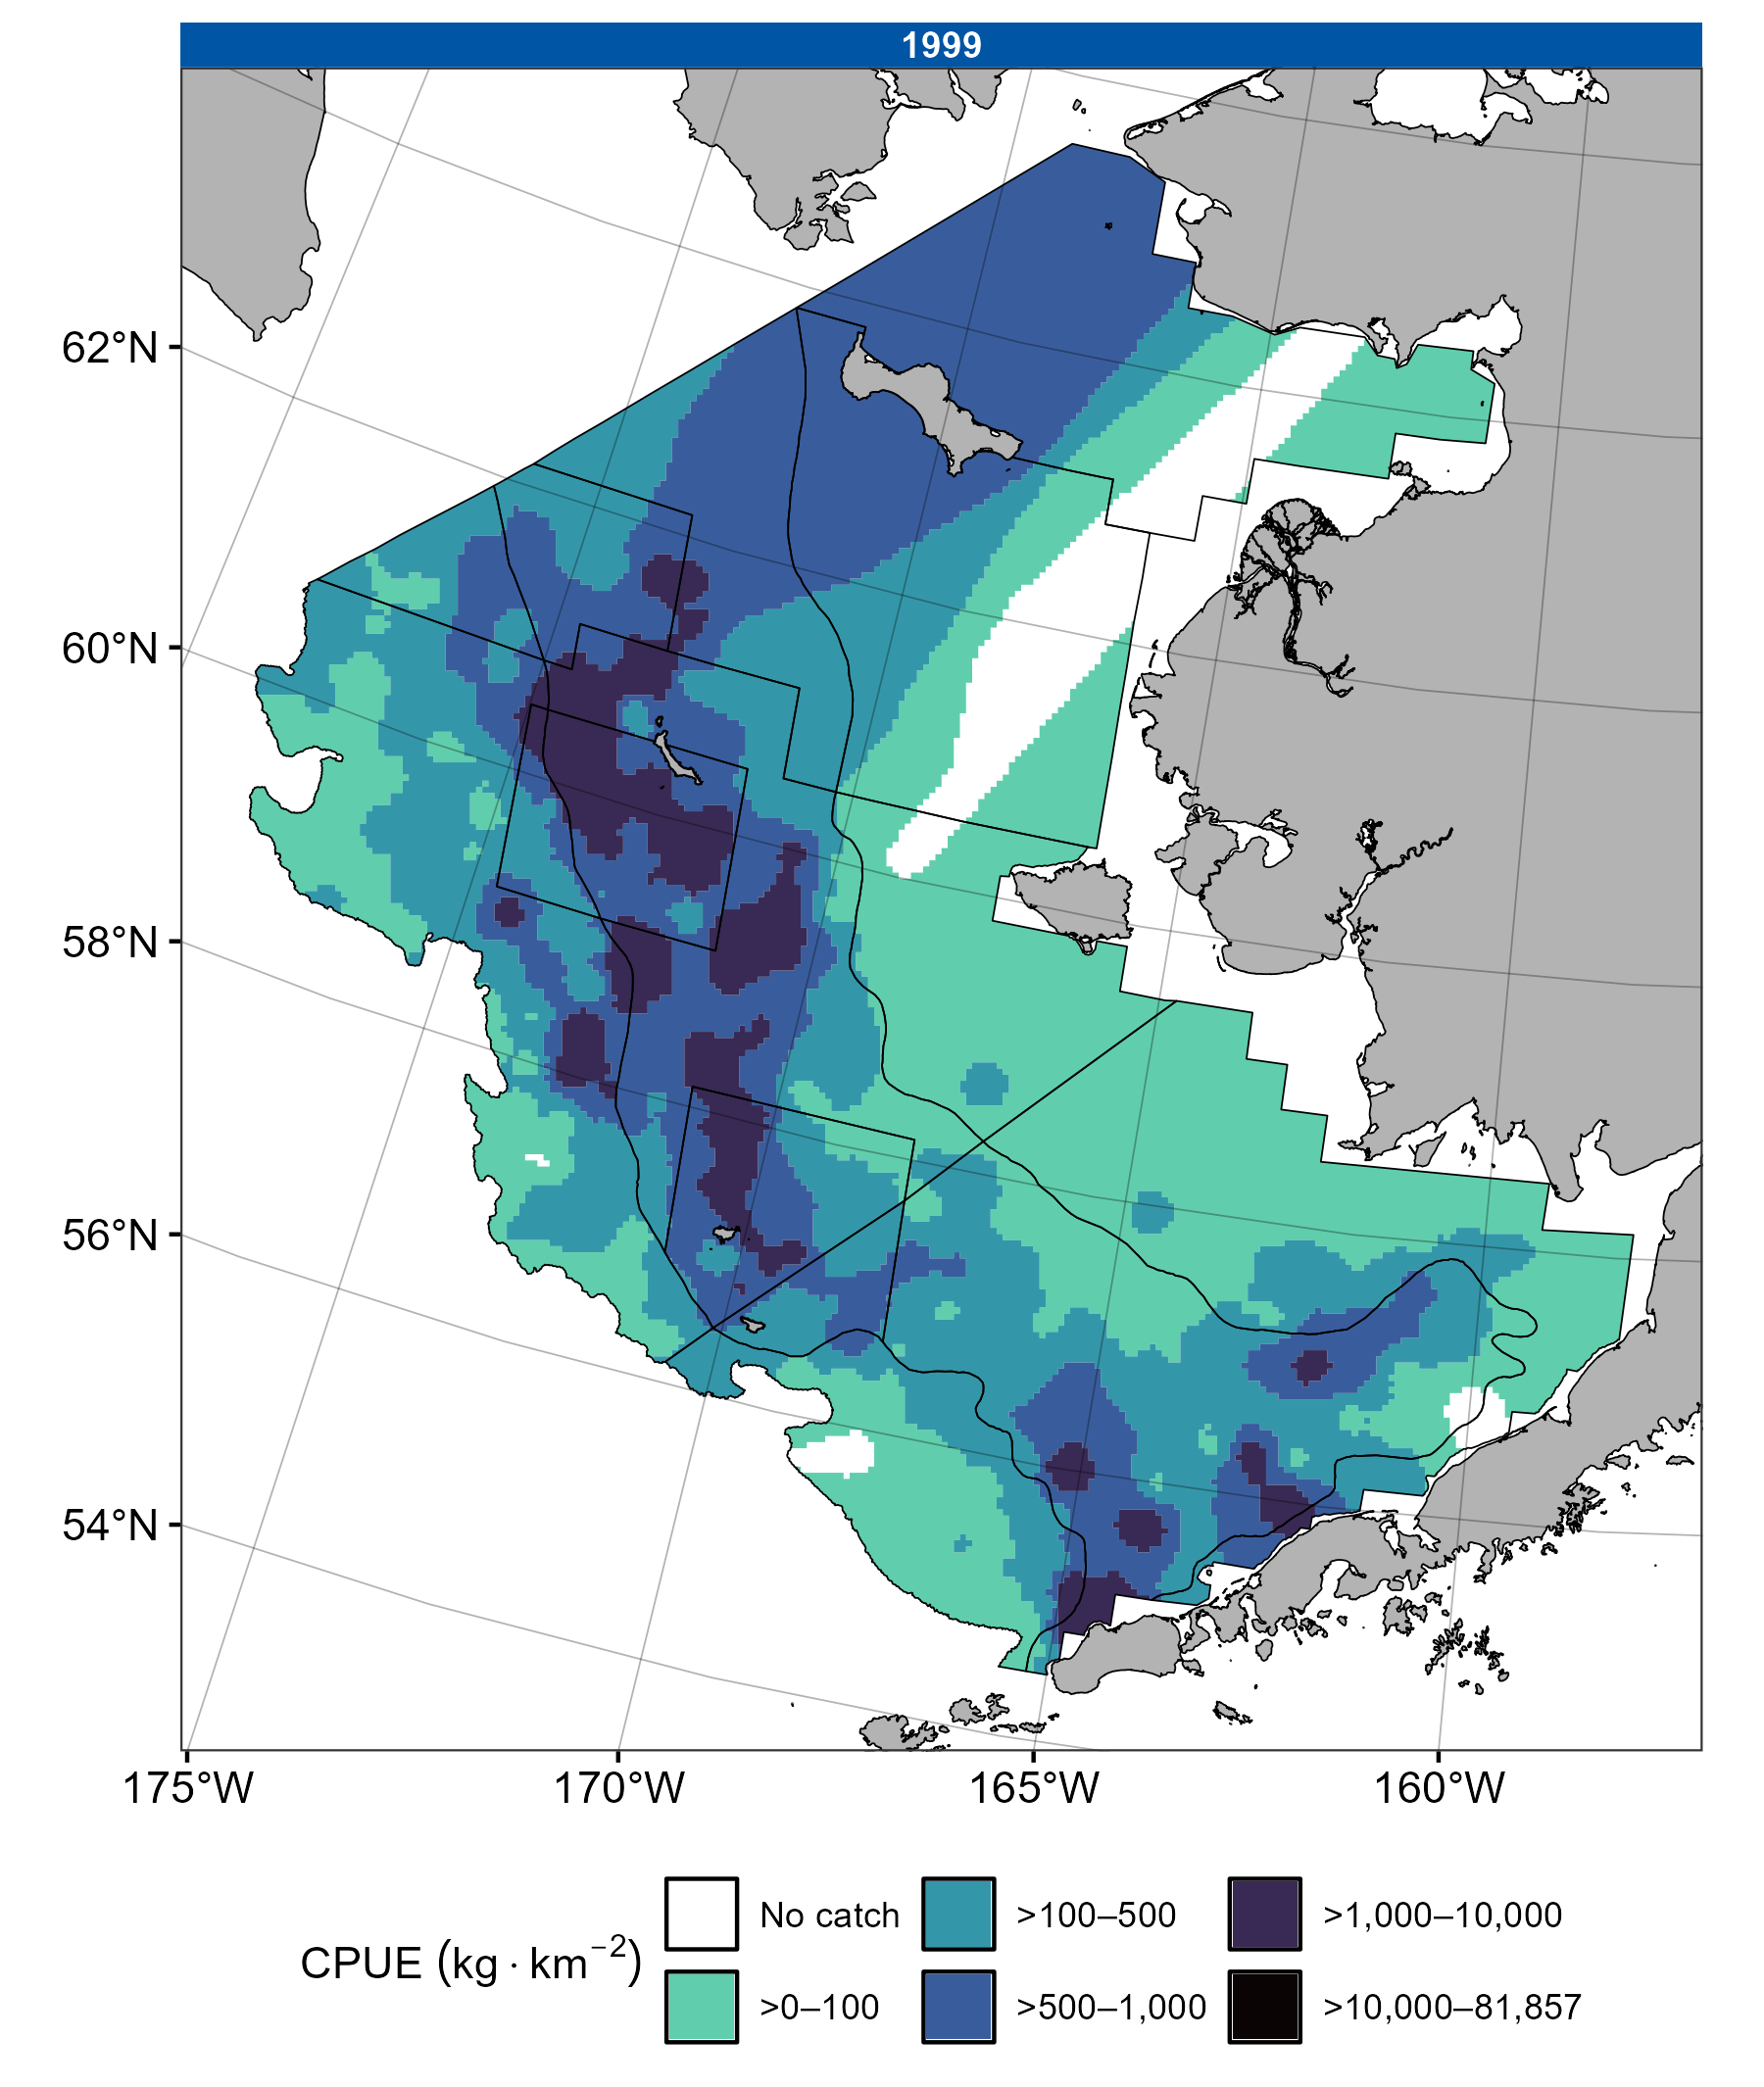 1999
62°N
60°N
58°N
56°N
54°N
175°W 170°W 165°W 160°W
CPUE (kg · km⁻²)
No catch >100–500 >1,000–10,000
>0–100 >500–1,000 >10,000–81,857